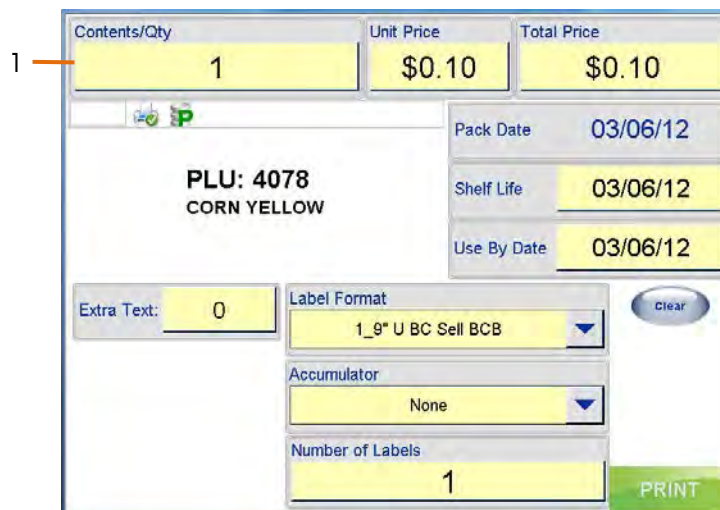 Contents/Qty
Unit Price
Total Price
1
1
$0.10
$0.10
P
Pack Date
03/06/12
PLU: 4078
CORN YELLOW
Shelf Life
03/06/12
Use By Date
03/06/12
Extra Text:
0
Label Format
1_9" U BC Sell BCB
Clear
Accumulator
None
Number of Labels
1
PRINT